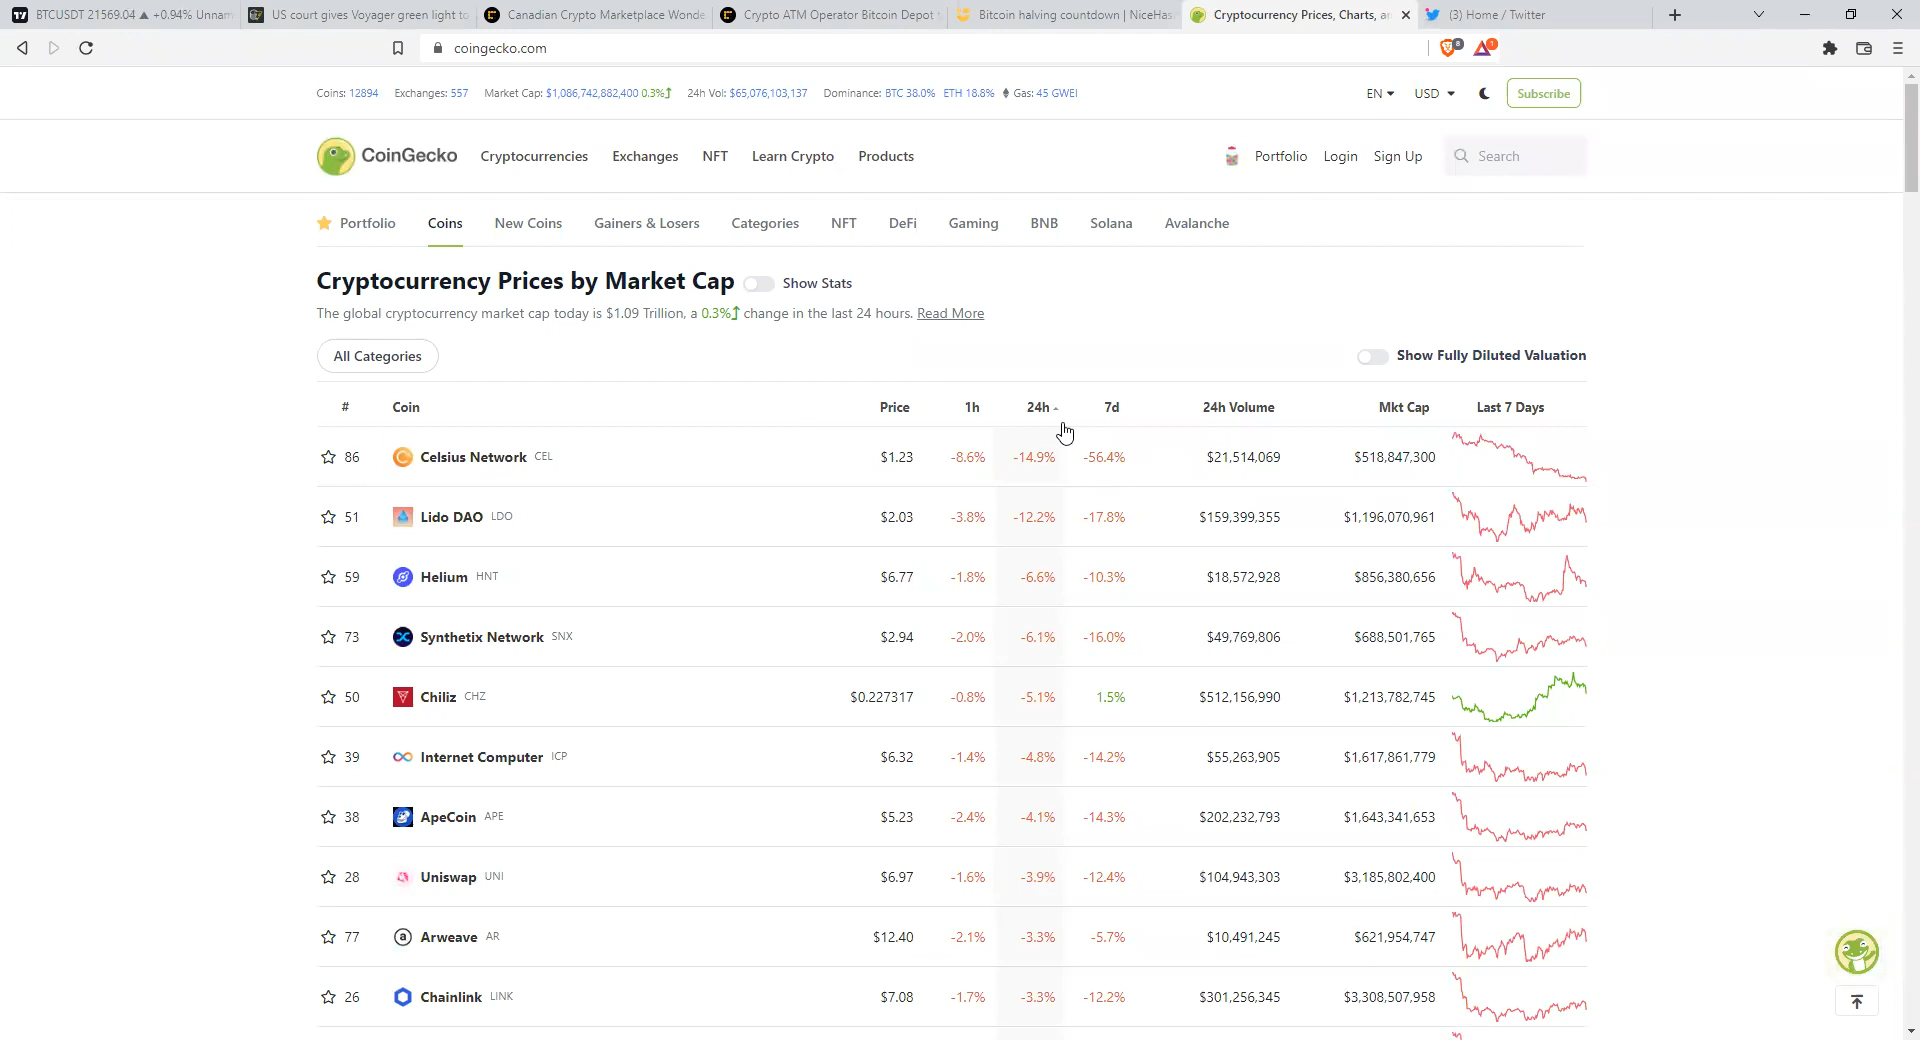 BTCUSDT 21569.04 ▲ +0.94% Unnam
US court gives Voyager green light to
Canadian Crypto Marketplace Wonde
Crypto ATM Operator Bitcoin Depot
Bitcoin halving countdown | NiceHas
Cryptocurrency Prices, Charts, an
(3) Home / Twitter
coingecko.com
8
1
Coins: 12894 Exchanges: 557 Market Cap: $1,086,742,882,400 0.3% 24h Vol: $65,076,103,137 Dominance: BTC 38.0% ETH 18.8% Gas: 45 GWEI
EN USD Subscribe
CoinGecko Cryptocurrencies Exchanges NFT Learn Crypto Products
Portfolio Login Sign Up Search
Portfolio Coins New Coins Gainers & Losers Categories NFT DeFi Gaming BNB Solana Avalanche
Cryptocurrency Prices by Market Cap Show Stats
The global cryptocurrency market cap today is $1.09 Trillion, a 0.3% change in the last 24 hours. Read More
All Categories Show Fully Diluted Valuation
# Coin Price 1h 24h 7d 24h Volume Mkt Cap Last 7 Days
86 Celsius Network CEL $1.23 -8.6% -14.9% -56.4% $21,514,069 $518,847,300
51 Lido DAO LDO $2.03 -3.8% -12.2% -17.8% $159,399,355 $1,196,070,961
59 Helium HNT $6.77 -1.8% -6.6% -10.3% $18,572,928 $856,380,656
73 Synthetix Network SNX $2.94 -2.0% -6.1% -16.0% $49,769,806 $688,501,765
50 Chiliz CHZ $0.227317 -0.8% -5.1% 1.5% $512,156,990 $1,213,782,745
39 Internet Computer ICP $6.32 -1.4% -4.8% -14.2% $55,263,905 $1,617,861,779
38 ApeCoin APE $5.23 -2.4% -4.1% -14.3% $202,232,793 $1,643,341,653
28 Uniswap UNI $6.97 -1.6% -3.9% -12.4% $104,943,303 $3,185,802,400
77 Arweave AR $12.40 -2.1% -3.3% -5.7% $10,491,245 $621,954,747
26 Chainlink LINK $7.08 -1.7% -3.3% -12.2% $301,256,345 $3,308,507,958